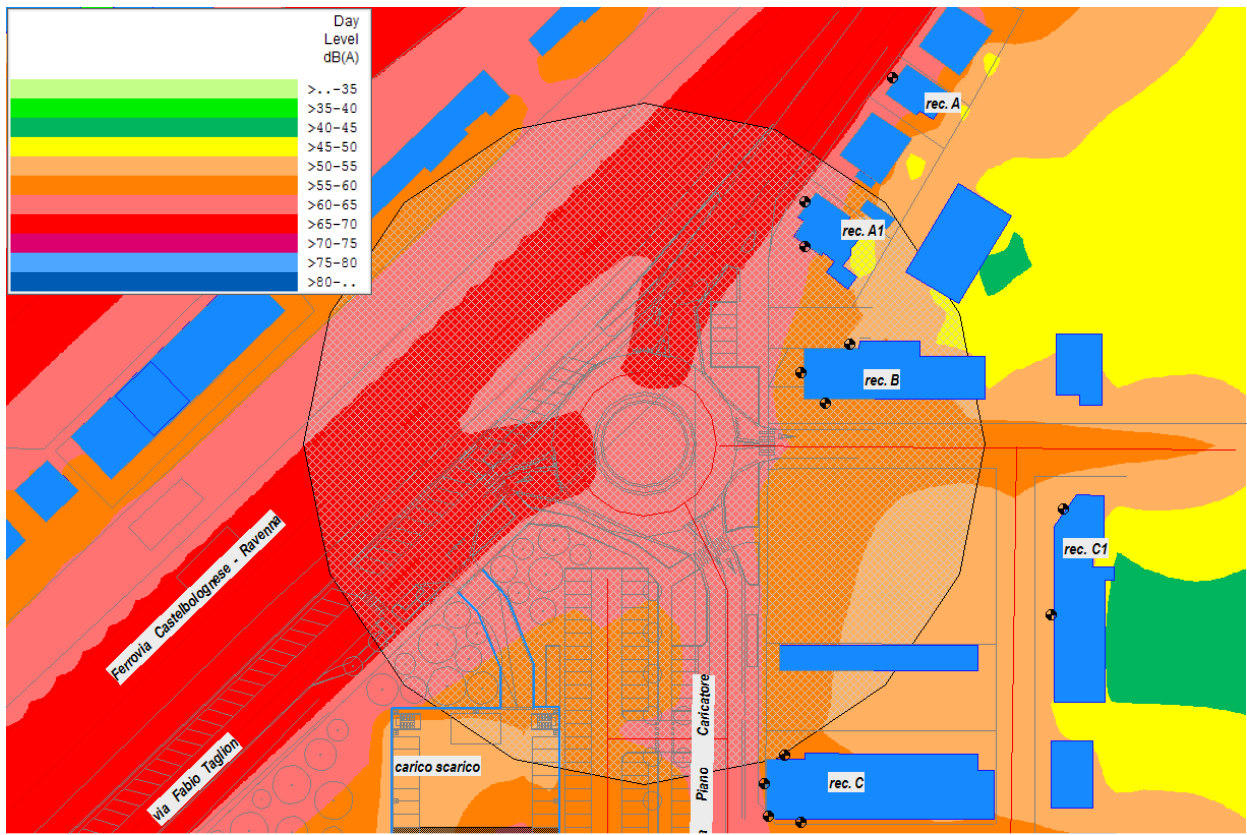 Day
Level
dB(A)
>..-35
>35-40
>40-45
>45-50
>50-55
>55-60
>60-65
>65-70
>70-75
>75-80
>80-..
rec. A
rec. A1
rec. B
rec. C1
Ferrovia Castelbolognese - Ravenna
via Fabio Taglion
carico scarico
Piano Caricatore
rec. C